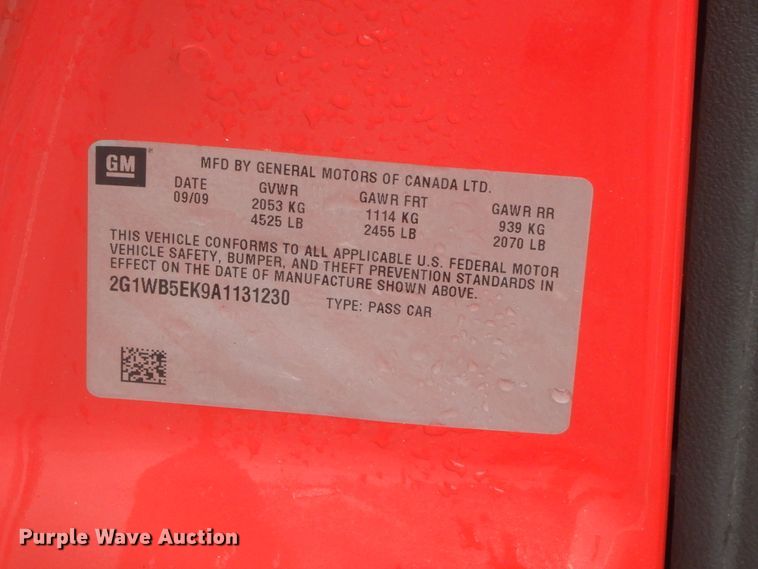 GM
MFD BY GENERAL MOTORS OF CANADA LTD.
DATE GVWR GAWR FRT GAWR RR
09/09 2053 KG 1114 KG 939 KG
4525 LB 2455 LB 2070 LB
THIS VEHICLE CONFORMS TO ALL APPLICABLE U.S. FEDERAL MOTOR
VEHICLE SAFETY, BUMPER, AND THEFT PREVENTION STANDARDS IN
EFFECT ON THE DATE OF MANUFACTURE SHOWN ABOVE.
2G1WB5EK9A1131230 TYPE: PASS CAR
Purple Wave Auction